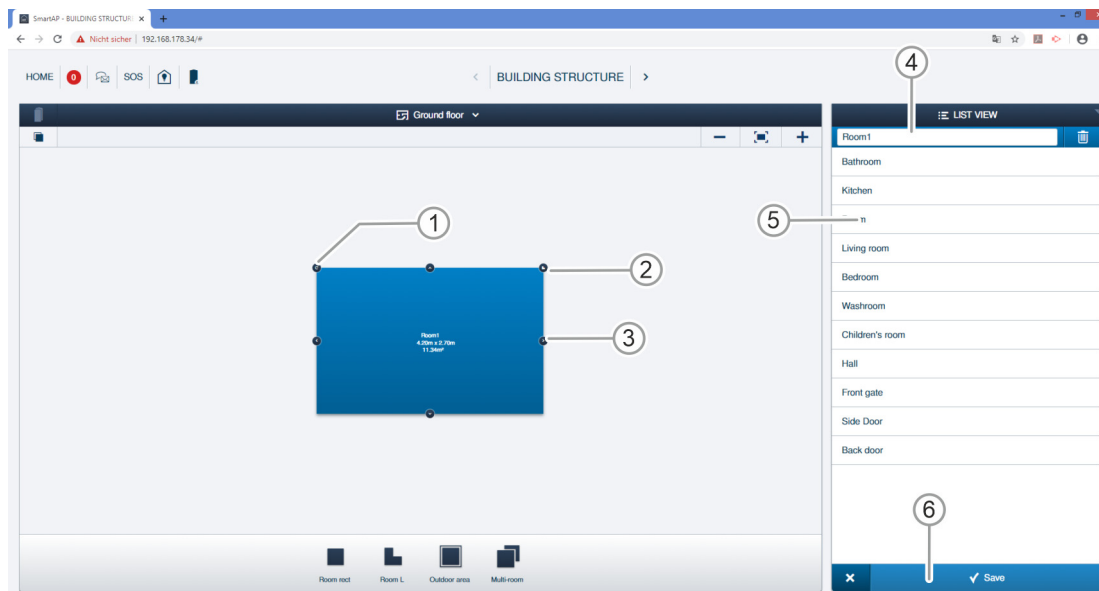 SmartAP - BUILDING STRUCTUR
Nicht sicher | 192.168.178.34/#
HOME 0 SOS BUILDING STRUCTURE
4
Ground floor
LIST VIEW
Room1
Bathroom
Kitchen
5
Living room
Bedroom
Washroom
Children's room
Hall
Front gate
Side Door
Back door
1
2
3
Room1
4.20m x 2.70m
11.34m²
6
Room rect Room L Outdoor area Multi-room
Save